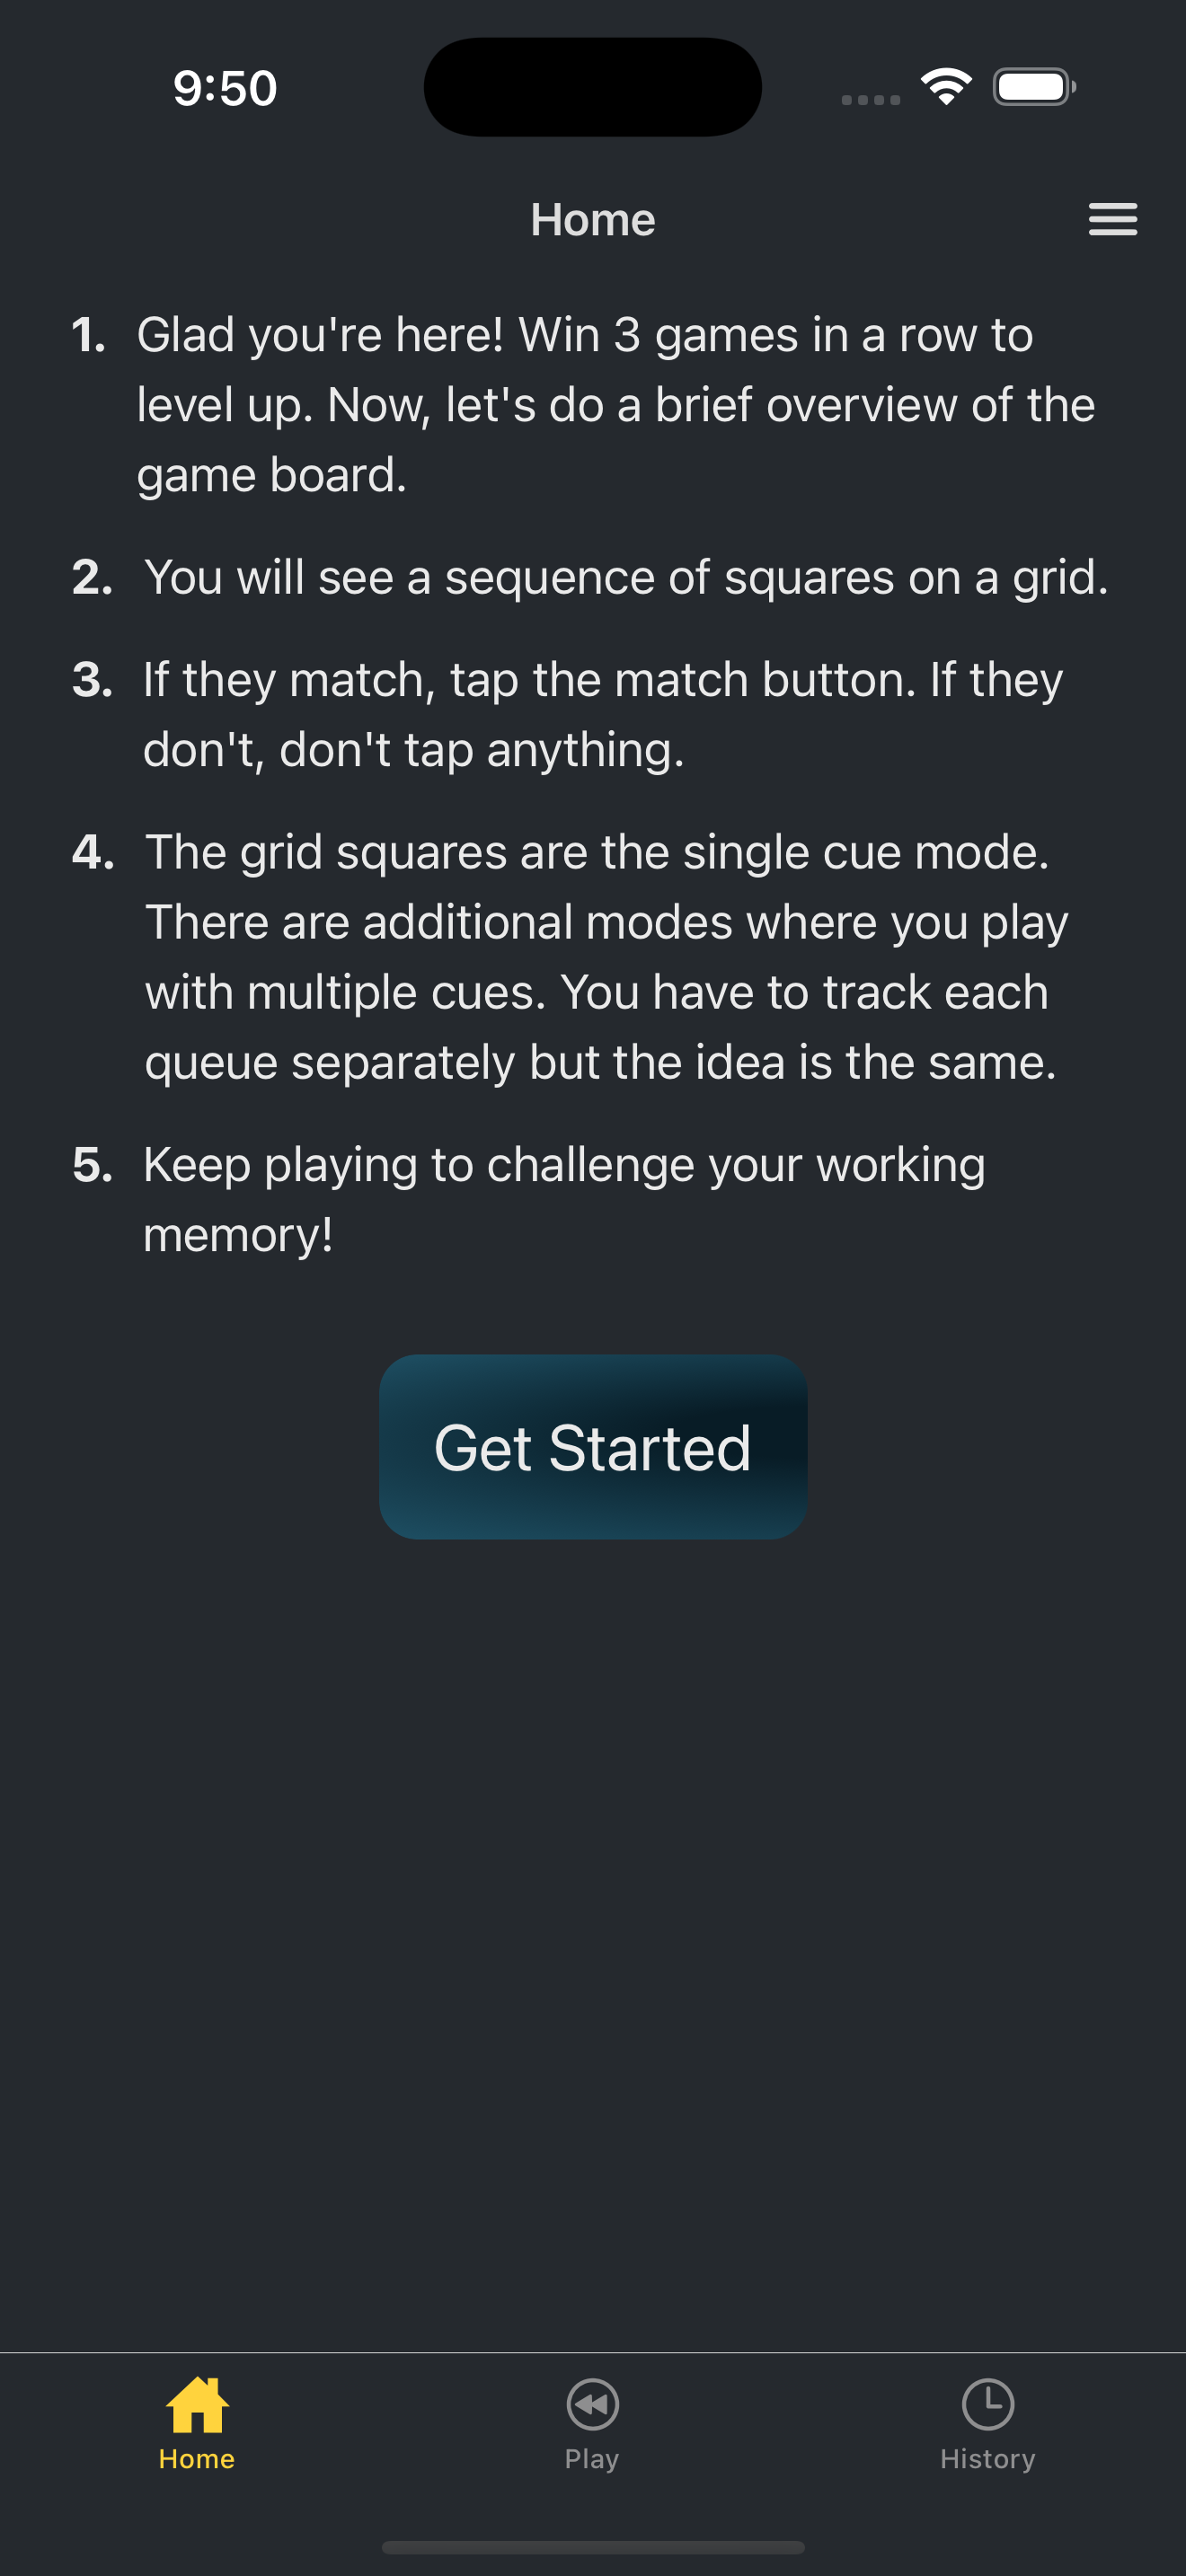 9:50
Home
1. Glad you're here! Win 3 games in a row to
level up. Now, let's do a brief overview of the
game board.
2. You will see a sequence of squares on a grid.
3. If they match, tap the match button. If they
don't, don't tap anything.
4. The grid squares are the single cue mode.
There are additional modes where you play
with multiple cues. You have to track each
queue separately but the idea is the same.
5. Keep playing to challenge your working
memory!
Get Started
Home
Play
History